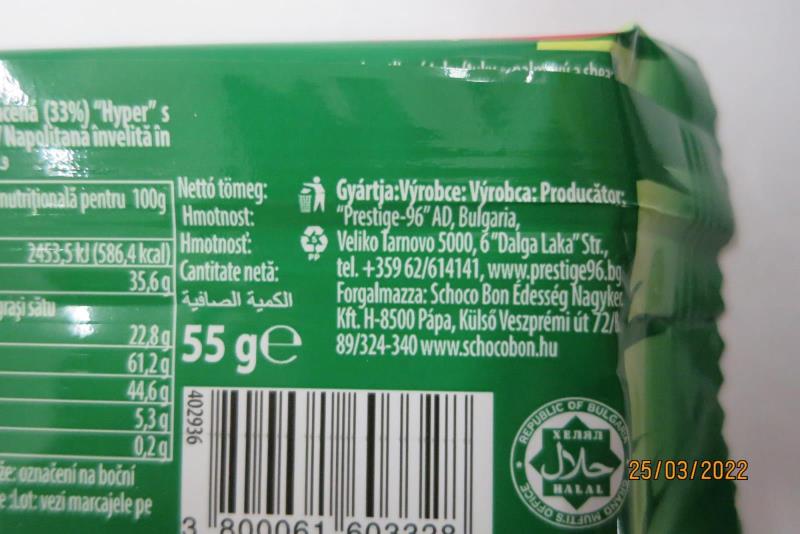 (33%) "Hyper" s
Napolitană învelită în
nutrițională pentru 100g
2453,5 kJ (586,4 kcal)
35,6 g
grași sătu
22,8 g
61,2 g
44,6 g
5,3 g
0,2 g
že: označení na boční
e :Lot: vezi marcajele pe
Nettó tömeg:
Hmotnost:
Hmotnosť:
Cantitate netă:
الكمية الصافية
55 g e
Gyártja:Výrobce: Výrobca: Producător:
"Prestige-96" AD, Bulgaria,
Veliko Tarnovo 5000, 6 "Dalga Laka" Str.,
tel. +359 62/614141, www.prestige96.bg
Forgalmazza: Schoco Bon Édesség Nagyker.
Kft. H-8500 Pápa, Külső Veszprémi út 72/
89/324-340 www.schocobon.hu
402936
3 800061 603328
REPUBLIC OF BULGARIA
ХЕЛЯЛ
حلال
HALAL
GRAND MUFTI'S OFFICE
25/03/2022